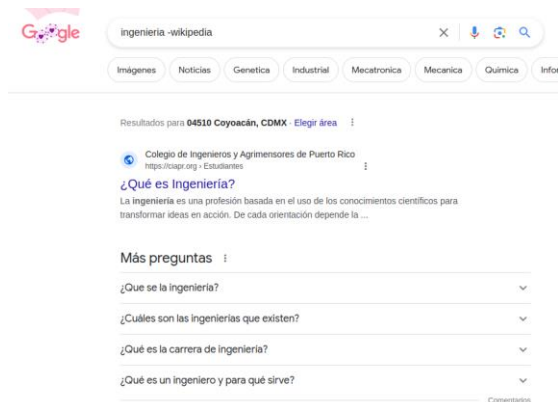 Google
ingenieria -wikipedia
Imágenes Noticias Genetica Industrial Mecatronica Mecanica Quimica Infor
Resultados para 04510 Coyoacán, CDMX · Elegir área
Colegio de Ingenieros y Agrimensores de Puerto Rico
https://ciapr.org › Estudiantes
¿Qué es Ingeniería?
La ingeniería es una profesión basada en el uso de los conocimientos científicos para
transformar ideas en acción. De cada orientación depende la ...
Más preguntas
¿Que se la ingeniería?
¿Cuáles son las ingenierías que existen?
¿Qué es la carrera de ingeniería?
¿Qué es un ingeniero y para qué sirve?
Comentarios